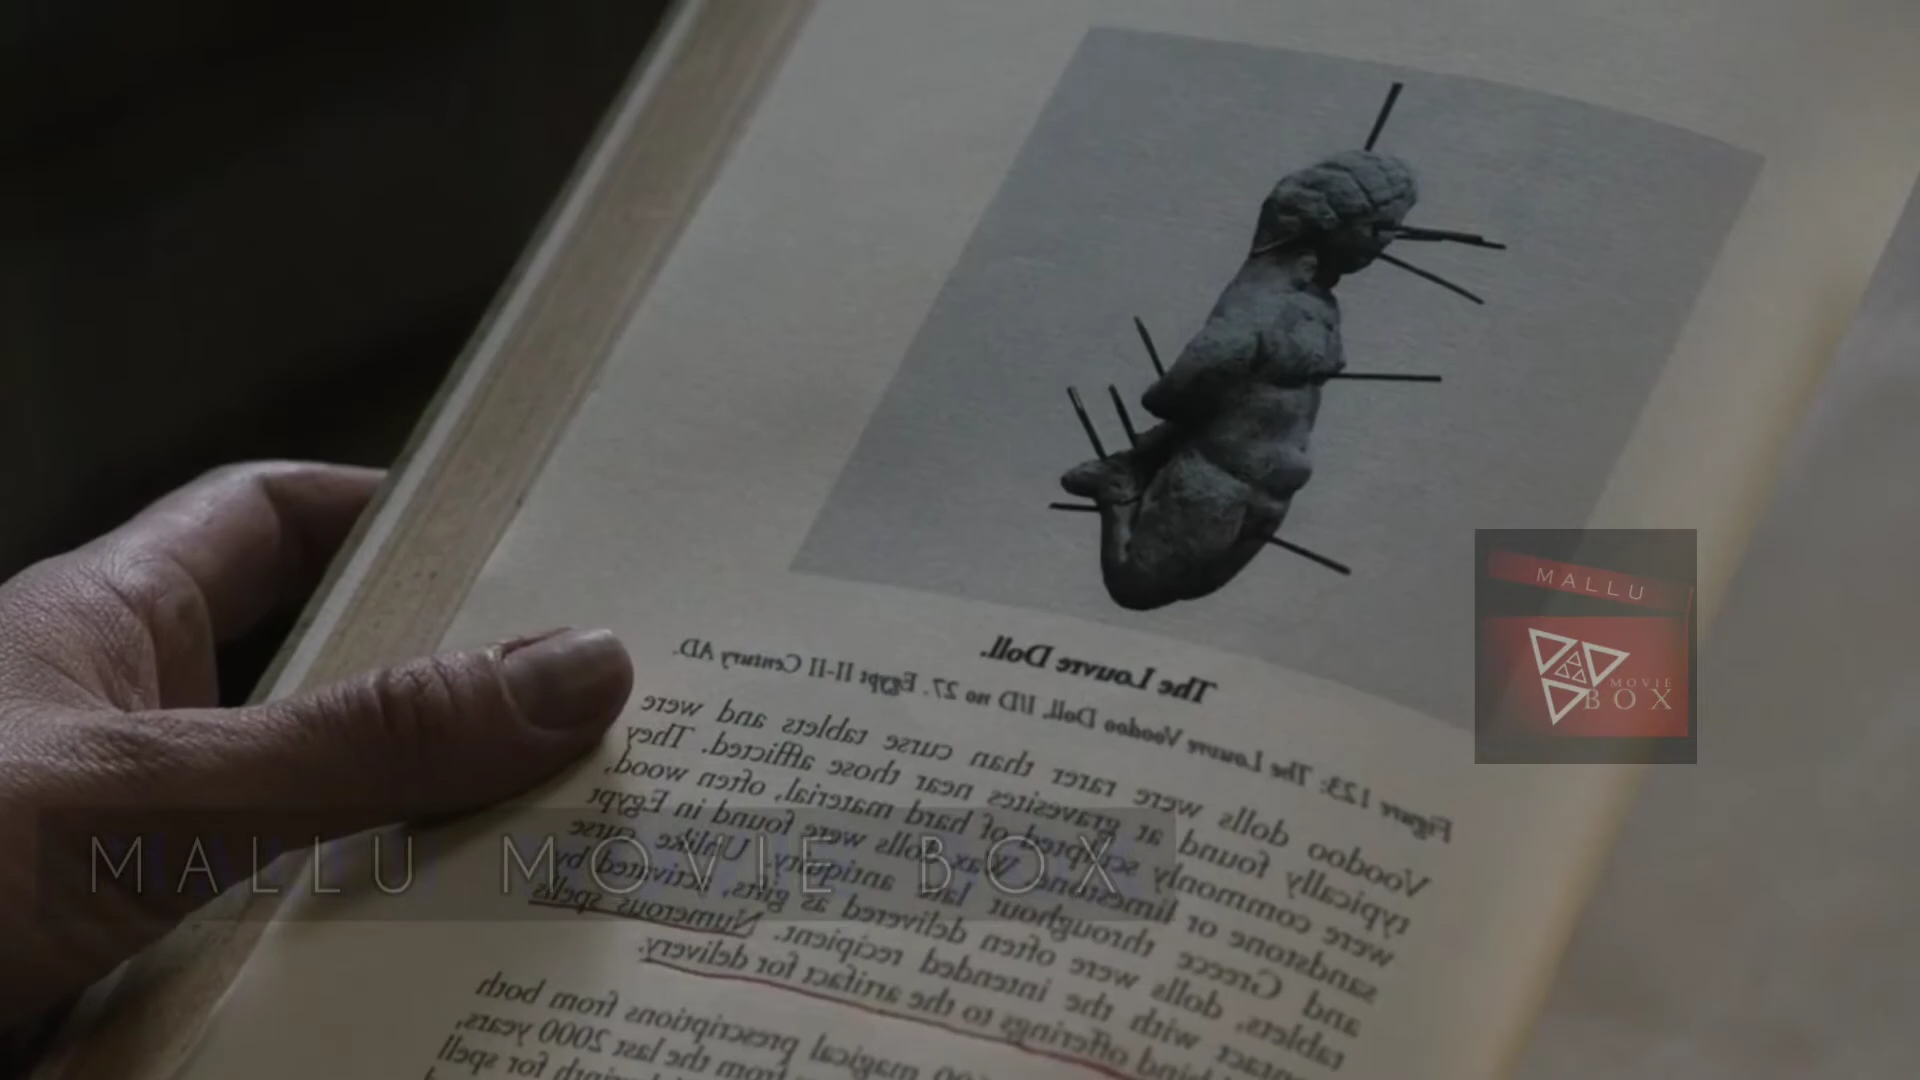 The Louvre Doll.
Figure 123: The Louvre Voodoo Doll, I/D no 27. Egypt II-II Century AD.
Voodoo dolls were rarer than curse tablets and were
typically found at gravesites near those afflicted. They
were commonly sculpted of hard material, often wood,
sandstone or limestone. Wax dolls were found in Egypt
and Greece throughout late antiquity. Unlike curse
tablets, dolls were often delivered as gifts, activated by
contact with the intended recipient. Numerous spells
bind offering to the artifact for delivery.
magical prescriptions from both
from the last 2000 years,
for spell
MALLU
MOVIE
BOX
MALLU MOVIE BOX